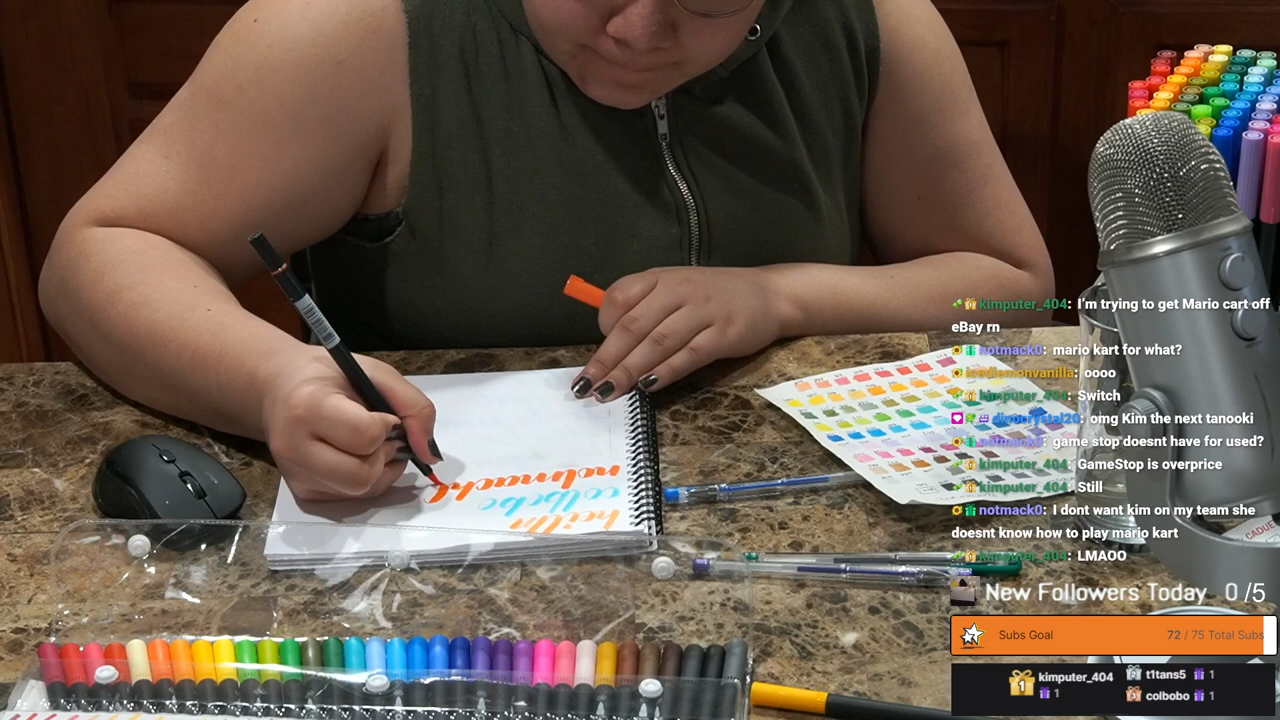 kimputer_404: I'm trying to get Mario cart off
eBay rn
notmack0: mario kart for what?
icedlemonvanilla: oooo
kimputer_404: Switch
omg Kim the next tanooki
notmack0: game stop doesnt have for used?
kimputer_404: GameStop is overprice
kimputer_404: Still
notmack0: I dont want kim on my team she
doesnt know how to play mario kart
kimputer_404: LMAOO
New Followers Today 0 /5
Subs Goal 72 / 75 Total Subs
kimputer_404 1
t1tans5 1
colbobo 1
notmack
colbobo